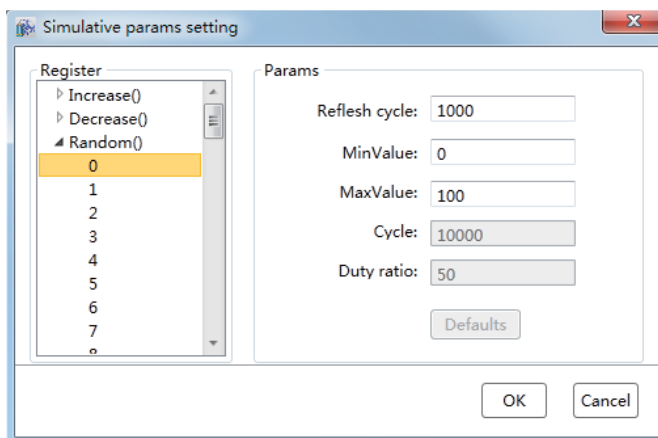 Simulative params setting
Register
Increase()
Decrease()
Random()
0
1
2
3
4
5
6
7
8
Params
Reflesh cycle: 1000
MinValue: 0
MaxValue: 100
Cycle: 10000
Duty ratio: 50
Defaults
OK Cancel